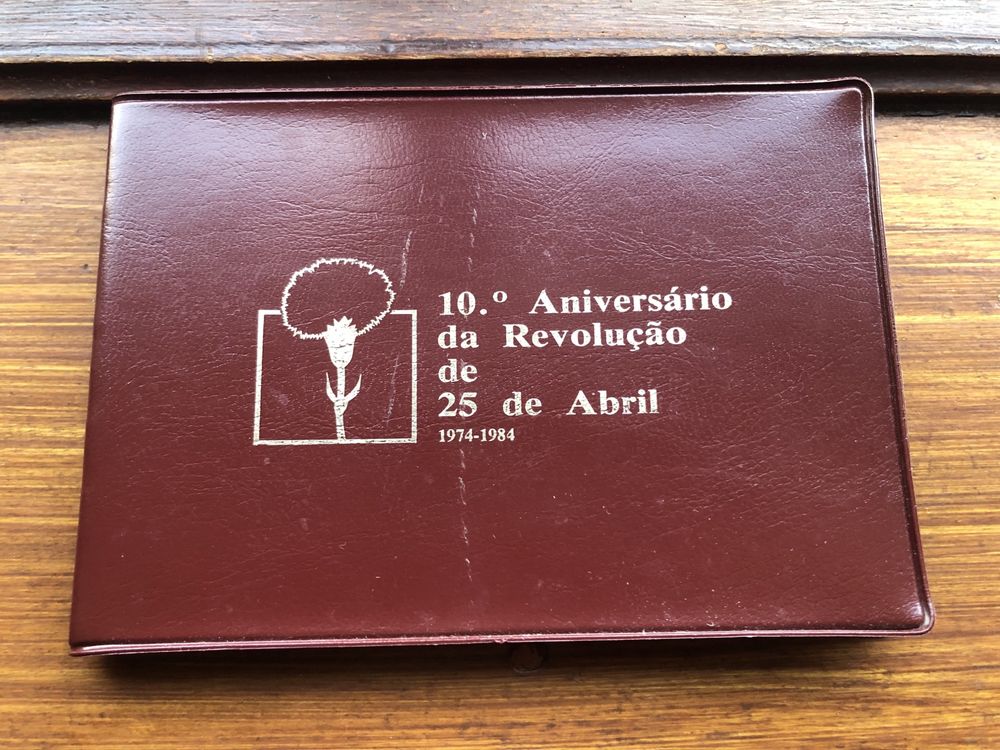 10.º Aniversário
da Revolução
de
25 de Abril
1974-1984